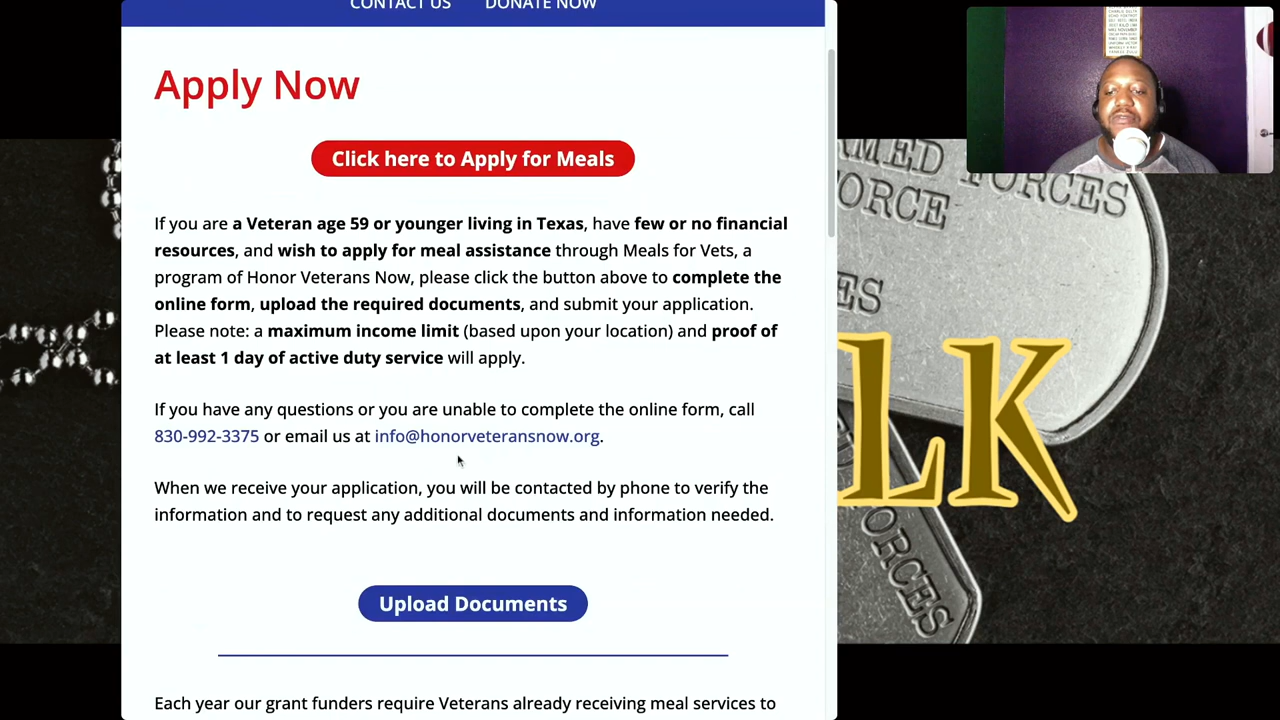 CONTACT US DONATE NOW
Apply Now
Click here to Apply for Meals
If you are a Veteran age 59 or younger living in Texas, have few or no financial
resources, and wish to apply for meal assistance through Meals for Vets, a
program of Honor Veterans Now, please click the button above to complete the
online form, upload the required documents, and submit your application.
Please note: a maximum income limit (based upon your location) and proof of
at least 1 day of active duty service will apply.
If you have any questions or you are unable to complete the online form, call
830-992-3375 or email us at info@honorveteransnow.org.
When we receive your application, you will be contacted by phone to verify the
information and to request any additional documents and information needed.
Upload Documents
Each year our grant funders require Veterans already receiving meal services to
RMED FORCES
ORCE
CES
LK
ORCES